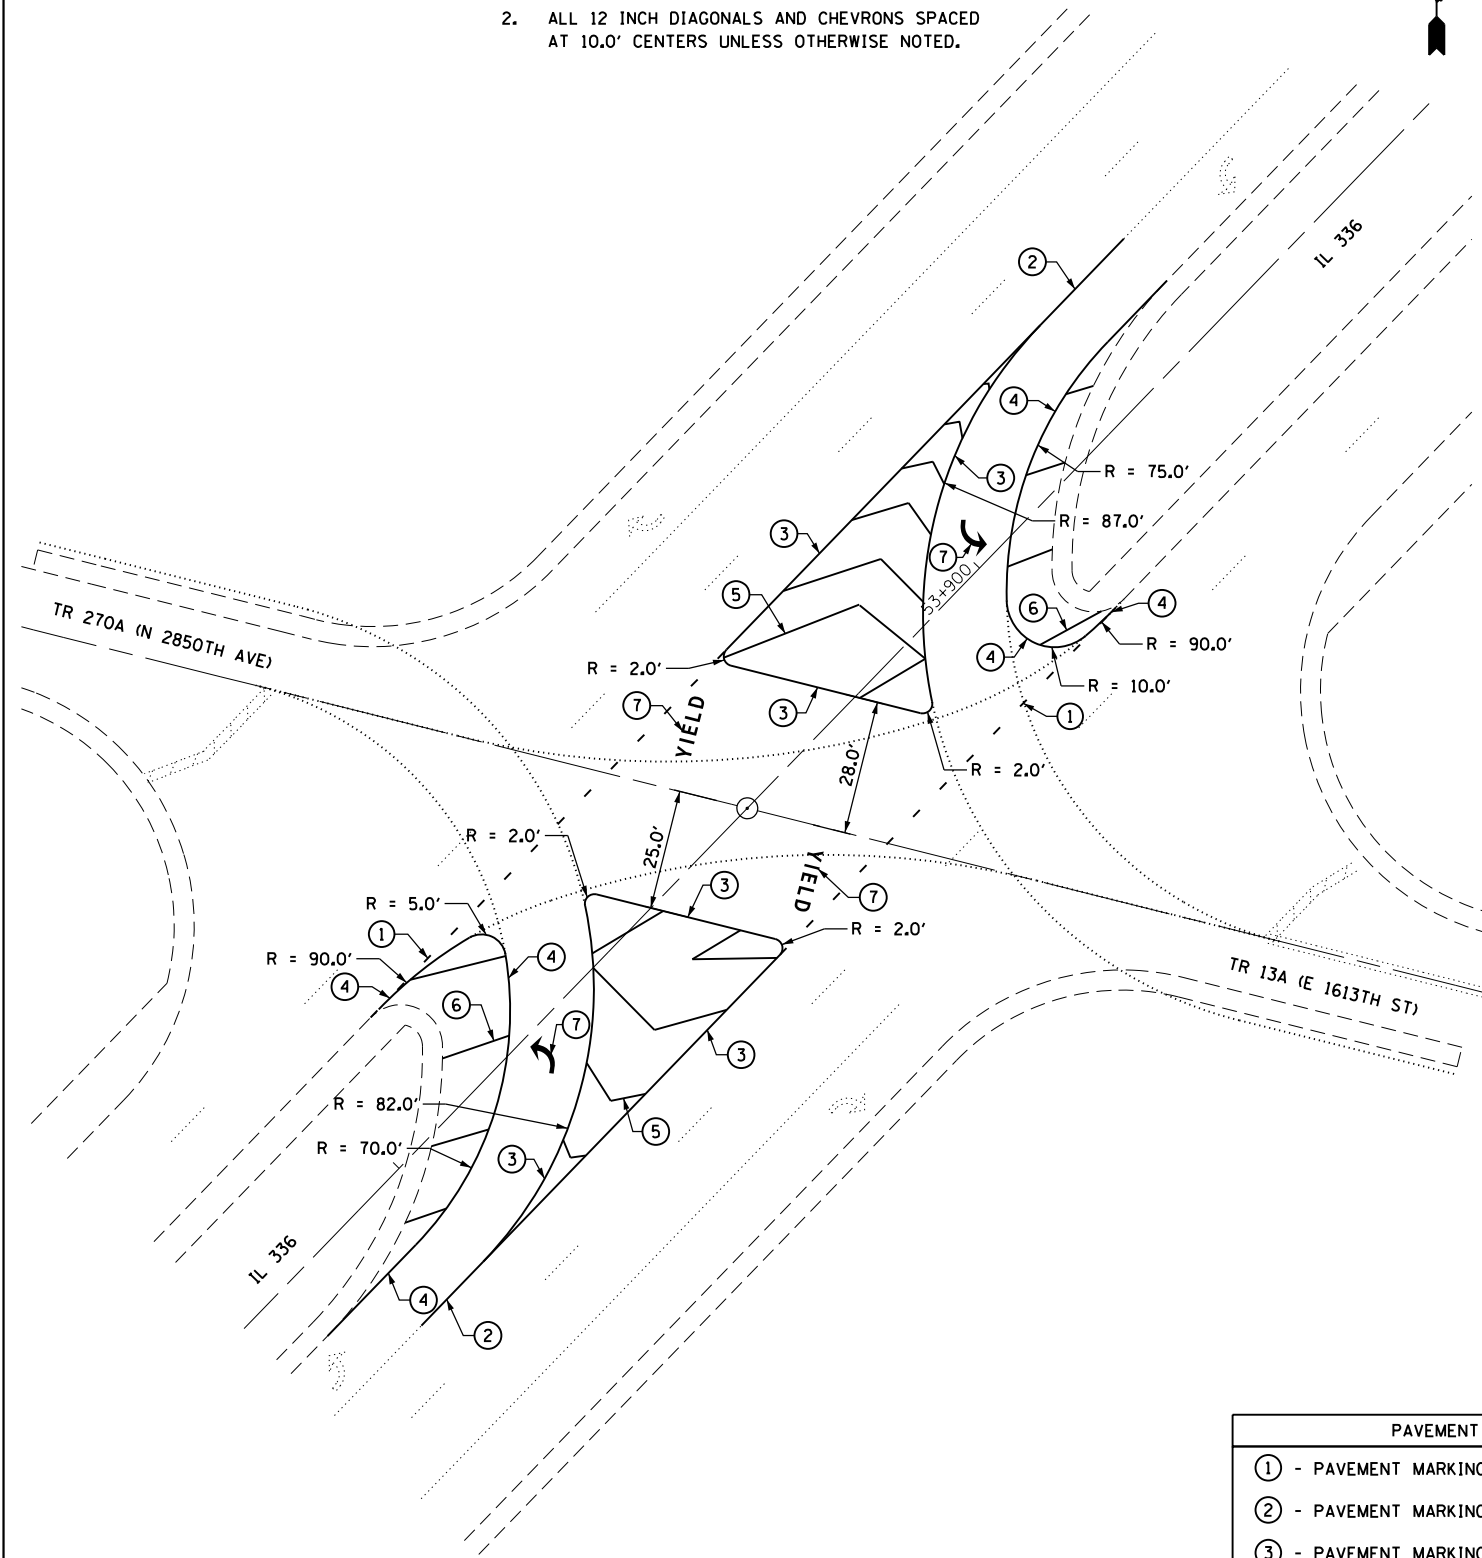 2. ALL 12 INCH DIAGONALS AND CHEVRONS SPACED
AT 10.0' CENTERS UNLESS OTHERWISE NOTED.
IL 336
2
4
R = 75.0'
3
R = 87.0'
3
7
53+900
5
6
4
TR 270A (N 2850TH AVE)
R = 2.0'
4
R = 90.0'
R = 10.0'
7
YIELD
3
1
28.0'
R = 2.0'
R = 2.0'
25.0'
YIELD
3
7
R = 5.0'
R = 2.0'
1
R = 90.0'
4
4
TR 13A (E 1613TH ST)
6
7
3
R = 82.0'
5
R = 70.0'
3
IL 336
4
2
PAVEMENT
1 - PAVEMENT MARKING
2 - PAVEMENT MARKING
3 - PAVEMENT MARKING